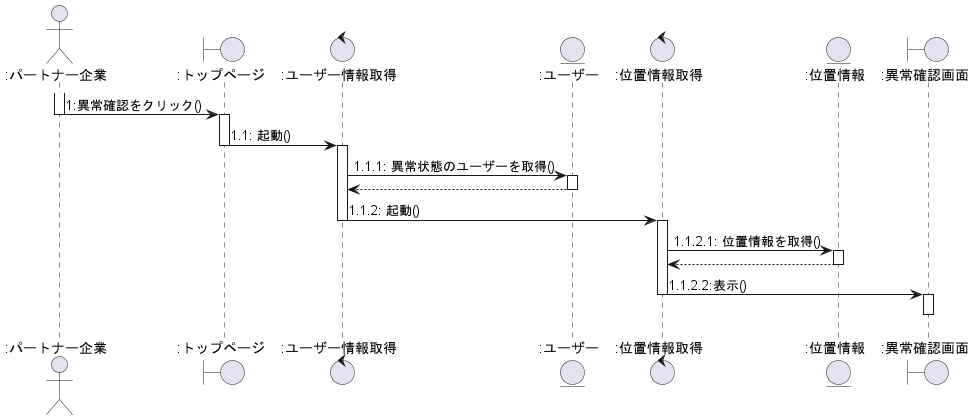 :パートナー企業
:トップページ
:ユーザー情報取得
:ユーザー
:位置情報取得
:位置情報
:異常確認画面
1:異常確認をクリック()
1.1: 起動()
1.1.1: 異常状態のユーザーを取得()
1.1.2: 起動()
1.1.2.1: 位置情報を取得()
1.1.2.2:表示()
:パートナー企業
:トップページ
:ユーザー情報取得
:ユーザー
:位置情報取得
:位置情報
:異常確認画面